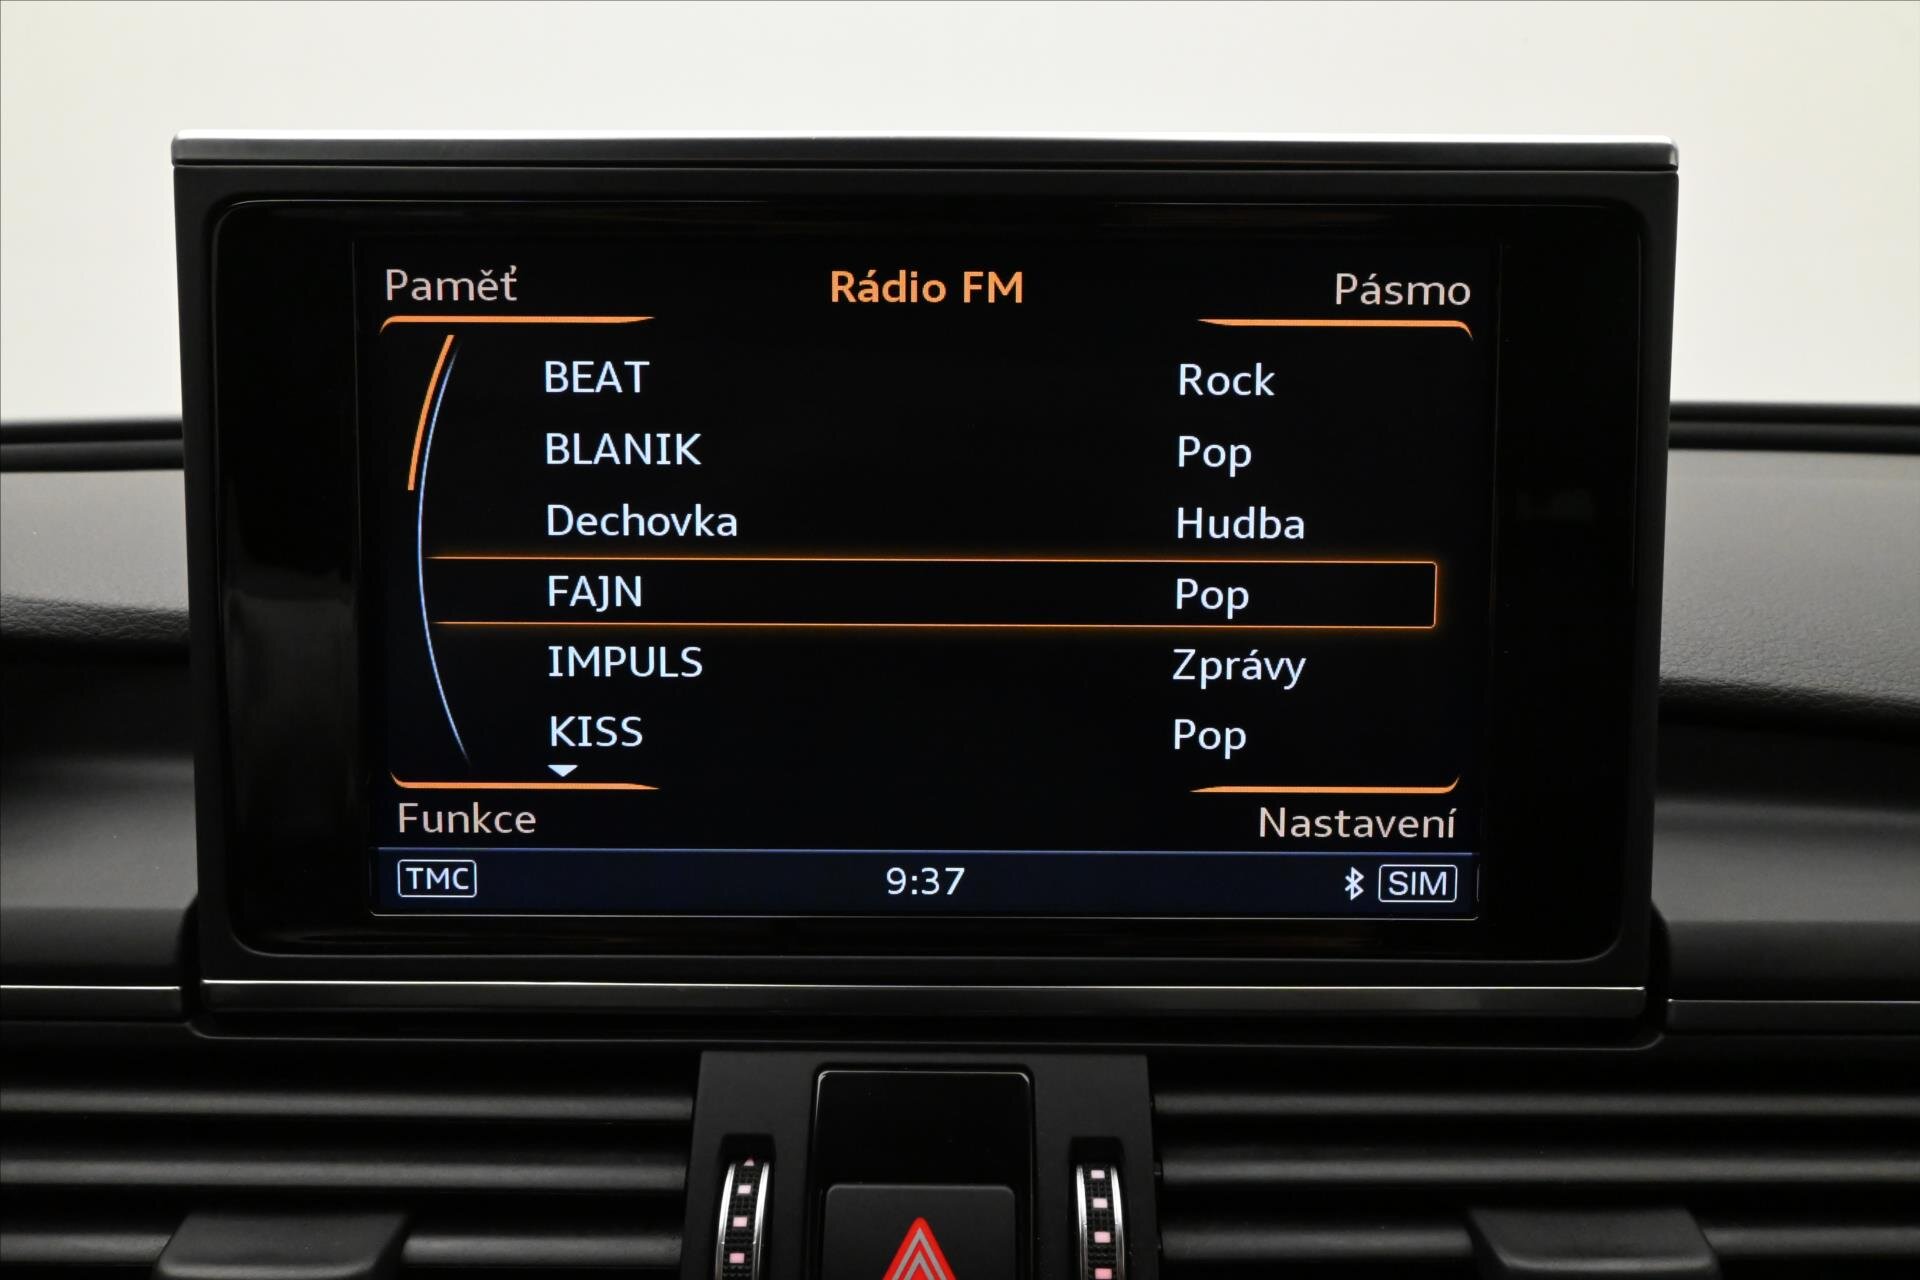 Paměť Rádio FM Pásmo
BEAT Rock
BLANIK Pop
Dechovka Hudba
FAJN Pop
IMPULS Zprávy
KISS Pop
Funkce Nastavení
TMC 9:37 SIM